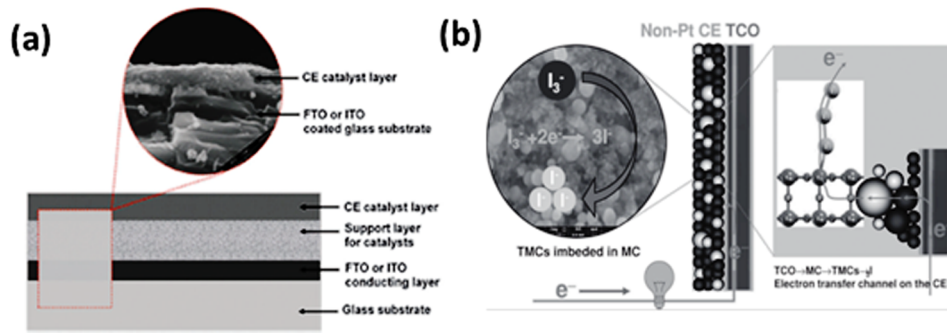 (a)
CE catalyst layer
FTO or ITO
coated glass substrate
CE catalyst layer
Support layer
for catalysts
FTO or ITO
conducting layer
Glass substrate
(b)
Non-Pt CE TCO
I₃⁻
I₃⁻+2e⁻→ 3I⁻
I⁻
I⁻ I⁻
TMCs imbeded in MC
e⁻
e⁻
e⁻
e⁻
TCO→MC→TMCs→I
Electron transfer channel on the CE